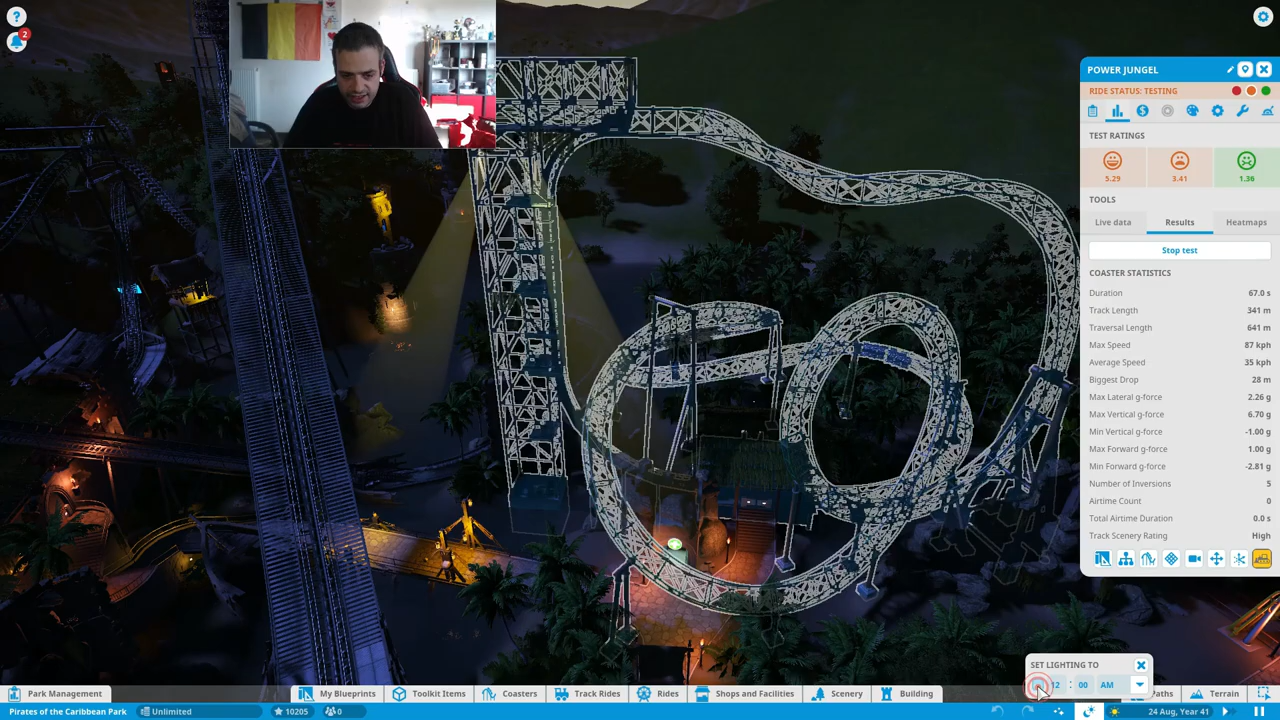 ?
2
POWER JUNGEL
RIDE STATUS: TESTING
TEST RATINGS
5.29 3.41 1.36
TOOLS
Live data Results Heatmaps
Stop test
COASTER STATISTICS
Duration 67.0 s
Track Length 341 m
Traversal Length 641 m
Max Speed 87 kph
Average Speed 35 kph
Biggest Drop 28 m
Max Lateral g-force 2.26 g
Max Vertical g-force 6.70 g
Min Vertical g-force -1.00 g
Max Forward g-force 1.00 g
Min Forward g-force -2.81 g
Number of Inversions 5
Airtime Count 0
Total Airtime Duration 0.0 s
Track Scenery Rating High
SET LIGHTING TO
12 : 00 AM
Park Management My Blueprints Toolkit Items Coasters Track Rides Rides Shops and Facilities Scenery Building Paths Terrain
Pirates of the Caribbean Park Unlimited 10205 0 24 Aug, Year 41